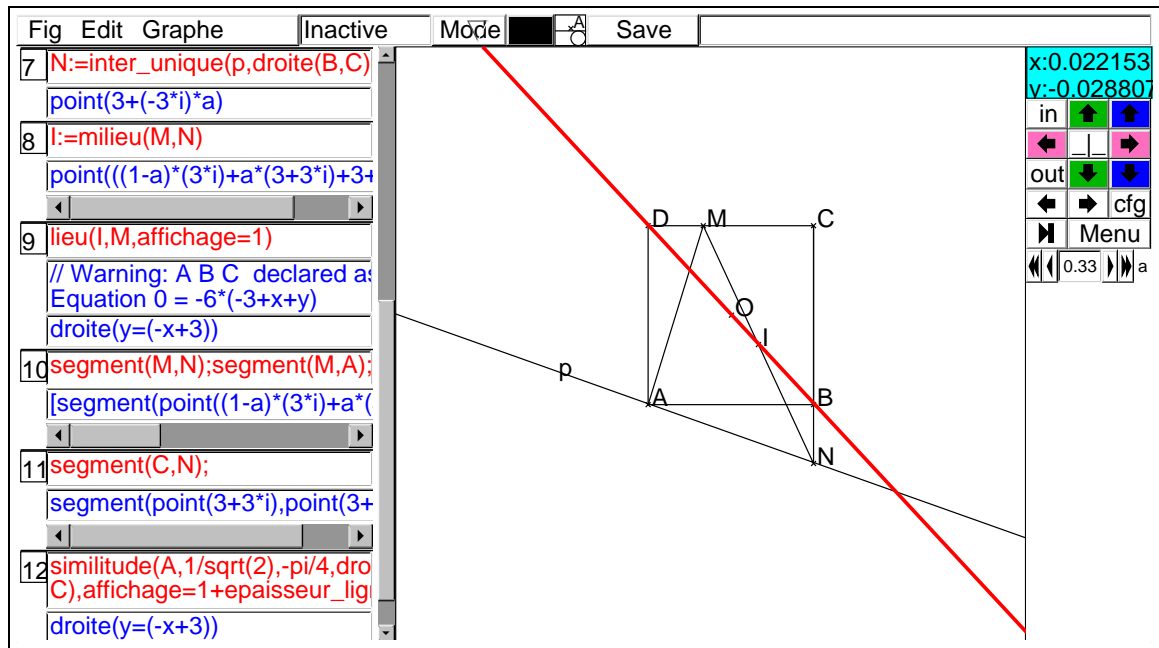 Fig Edit Graphe Inactive Mode A Save
7 N:=inter_unique(p,droite(B,C)
point(3+(-3*i)*a)
8 I:=milieu(M,N)
point(((1-a)*(3*i)+a*(3+3*i)+3+
9 lieu(I,M,affichage=1)
// Warning: A B C declared as
Equation 0 = -6*(-3+x+y)
droite(y=(-x+3))
10 segment(M,N);segment(M,A);
[segment(point((1-a)*(3*i)+a*(
11 segment(C,N);
segment(point(3+3*i),point(3+
12 similitude(A,1/sqrt(2),-pi/4,dro
C),affichage=1+epaisseur_lig
droite(y=(-x+3))
D M C
O
I
p
A B
N
x:0.022153
y:-0.028807
in
_|_
out
cfg
Menu
0.33 a